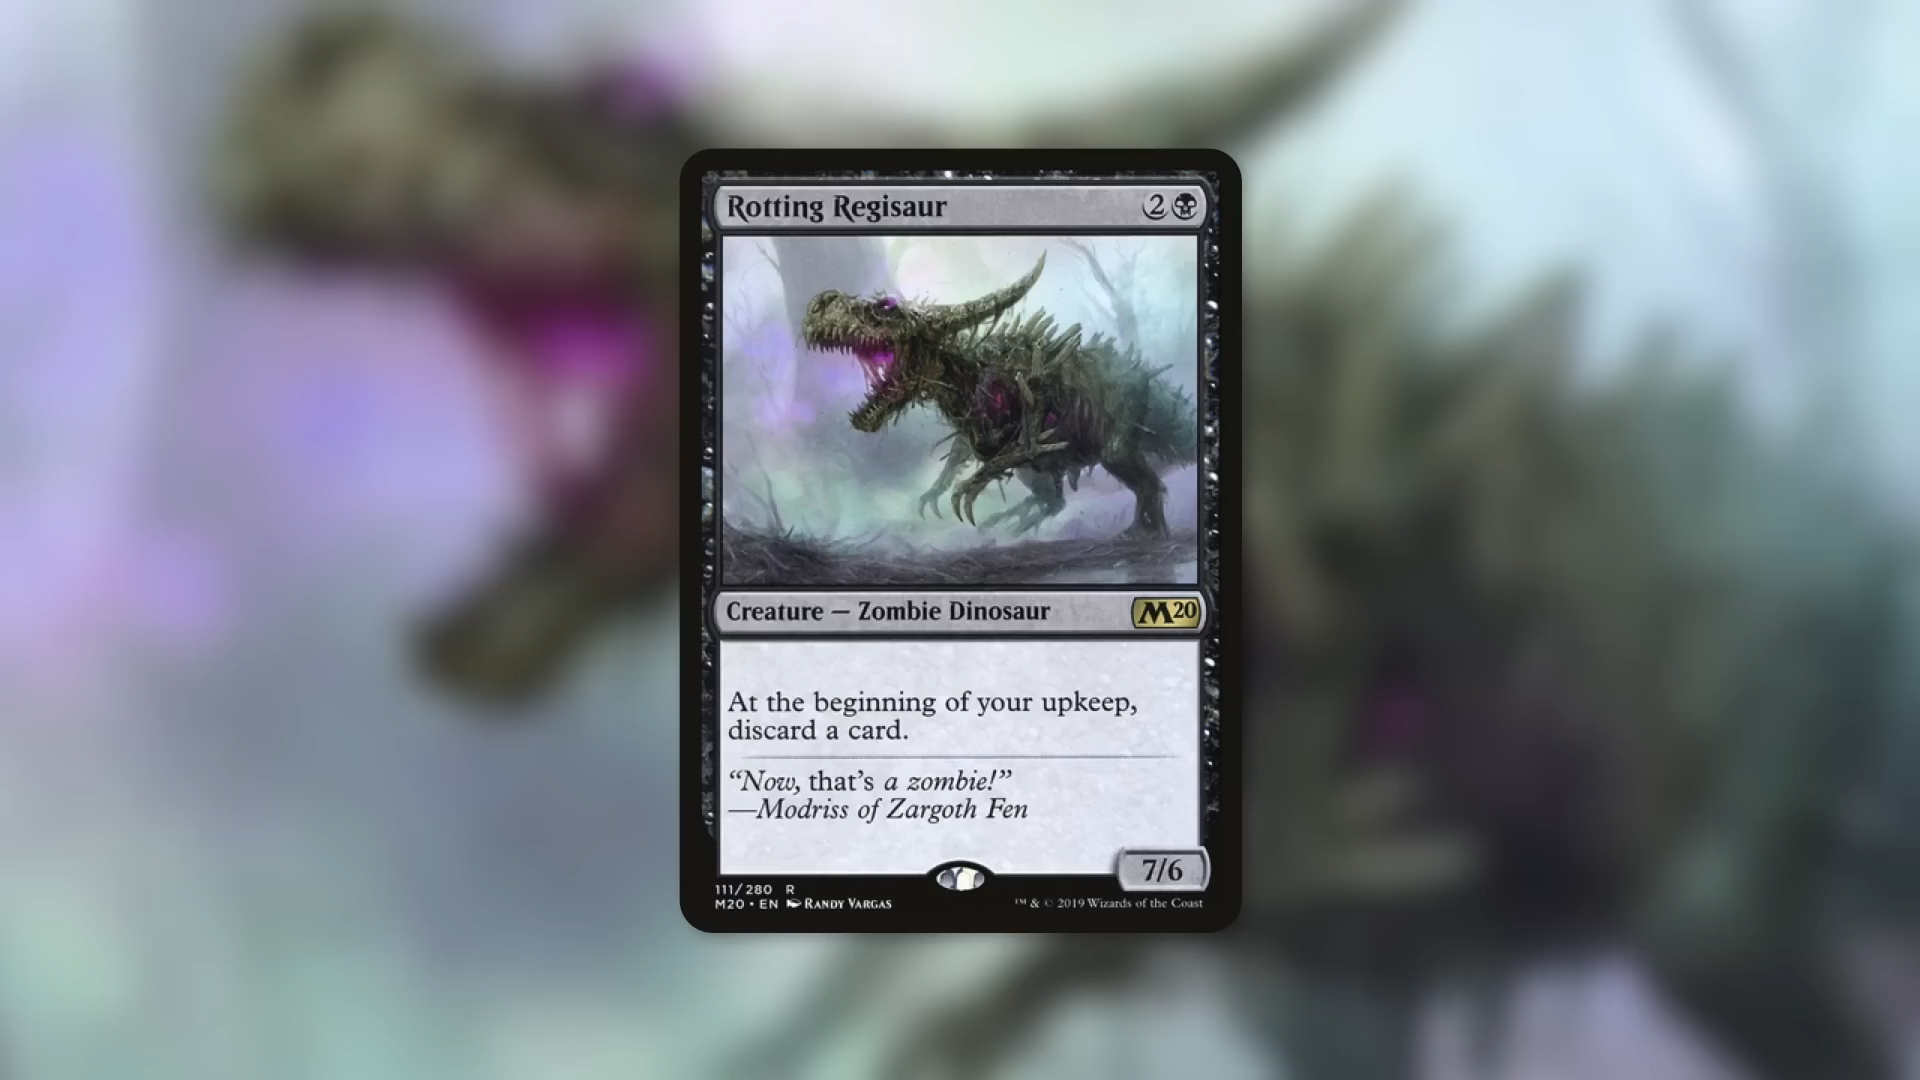 Rotting Regisaur 2
Creature — Zombie Dinosaur M20
At the beginning of your upkeep,
discard a card.
“Now, that’s a zombie!”
—Modriss of Zargoth Fen
7/6
111/280 R
M20 • EN RANDY VARGAS
™ & © 2019 Wizards of the Coast